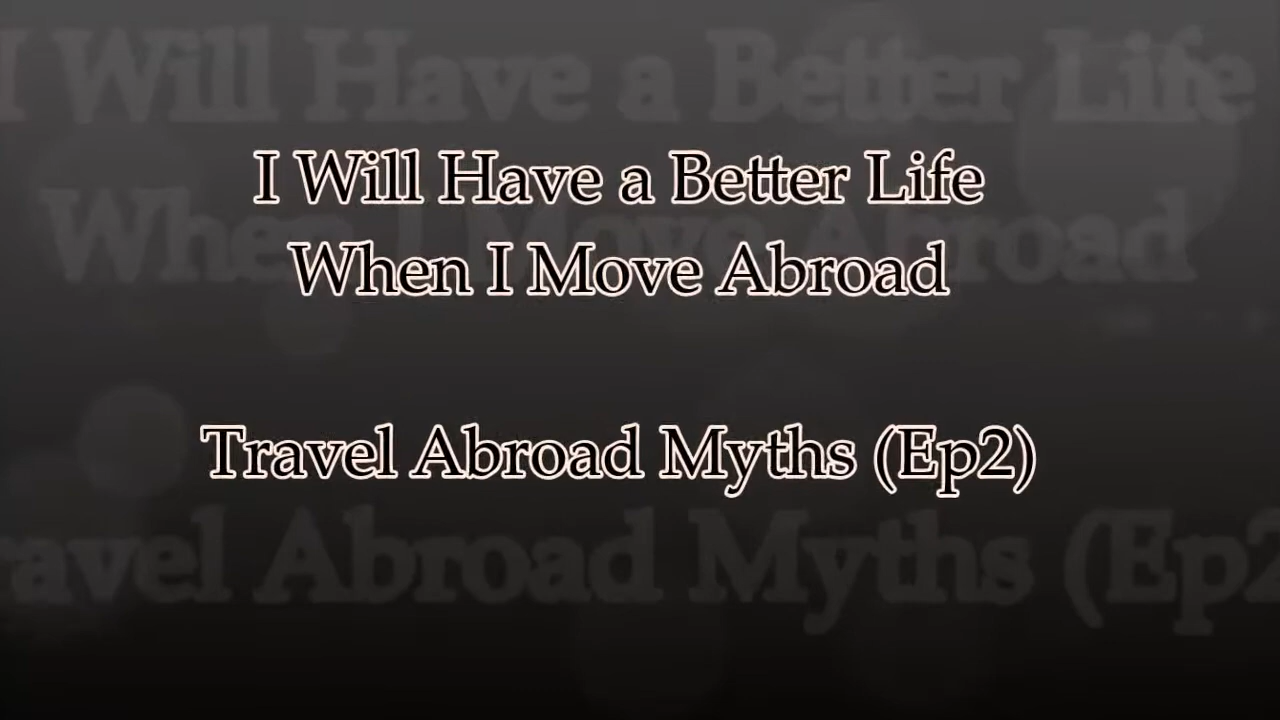 I Will Have a Better Life
When I Move Abroad
Travel Abroad Myths (Ep2)